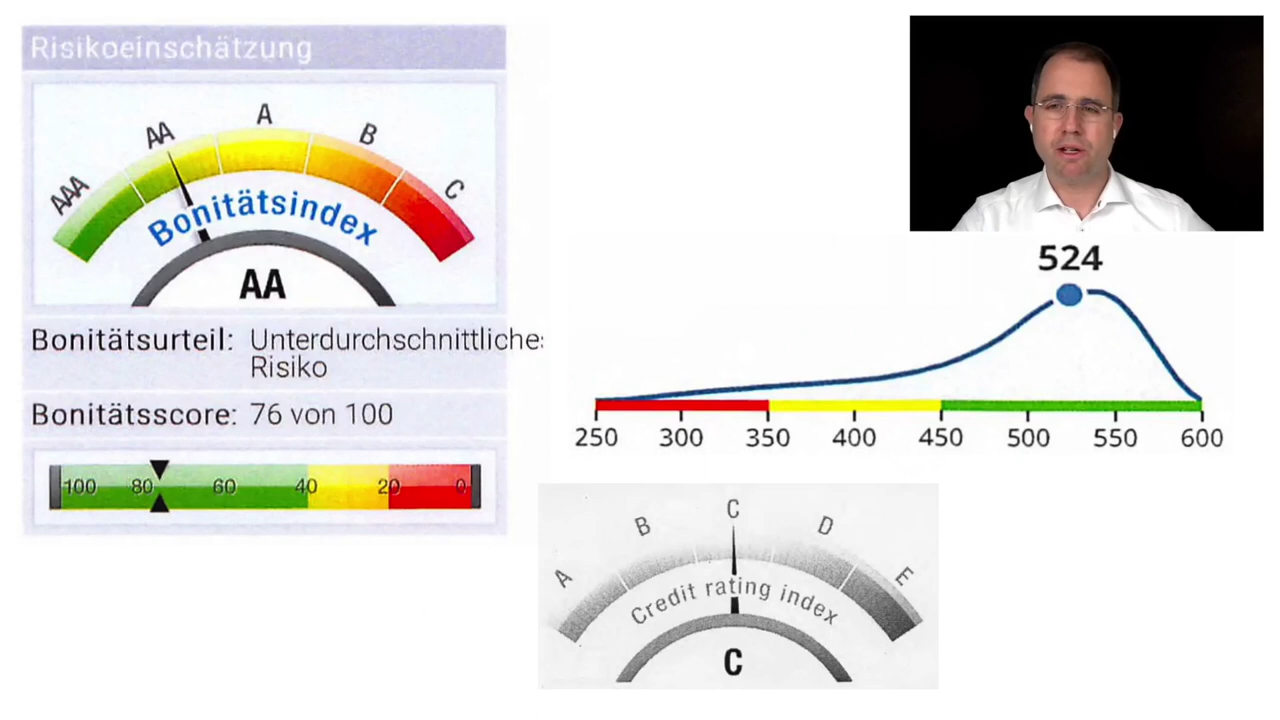 Risikoeinschätzung
AAA
AA
A
B
C
Bonitätsindex
AA
Bonitätsurteil: Unterdurchschnittliche
Risiko
Bonitätsscore: 76 von 100
100 80 60 40 20 0
524
250 300 350 400 450 500 550 600
A
B
C
D
E
Credit rating index
C